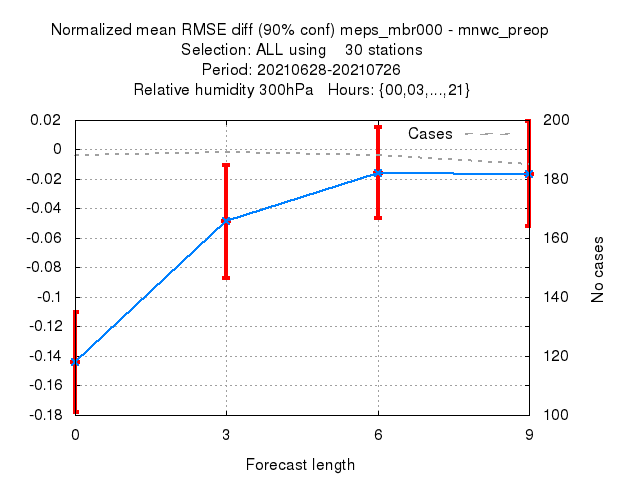 Normalized mean RMSE diff (90% conf) meps_mbr000 - mnwc_preop
Selection: ALL using    30 stations
Period: 20210628-20210726
Relative humidity 300hPa   Hours: {00,03,...,21}
0.02
0
-0.02
-0.04
-0.06
-0.08
-0.1
-0.12
-0.14
-0.16
-0.18
Cases
200
180
160
140
120
100
No cases
0 3 6 9
Forecast length